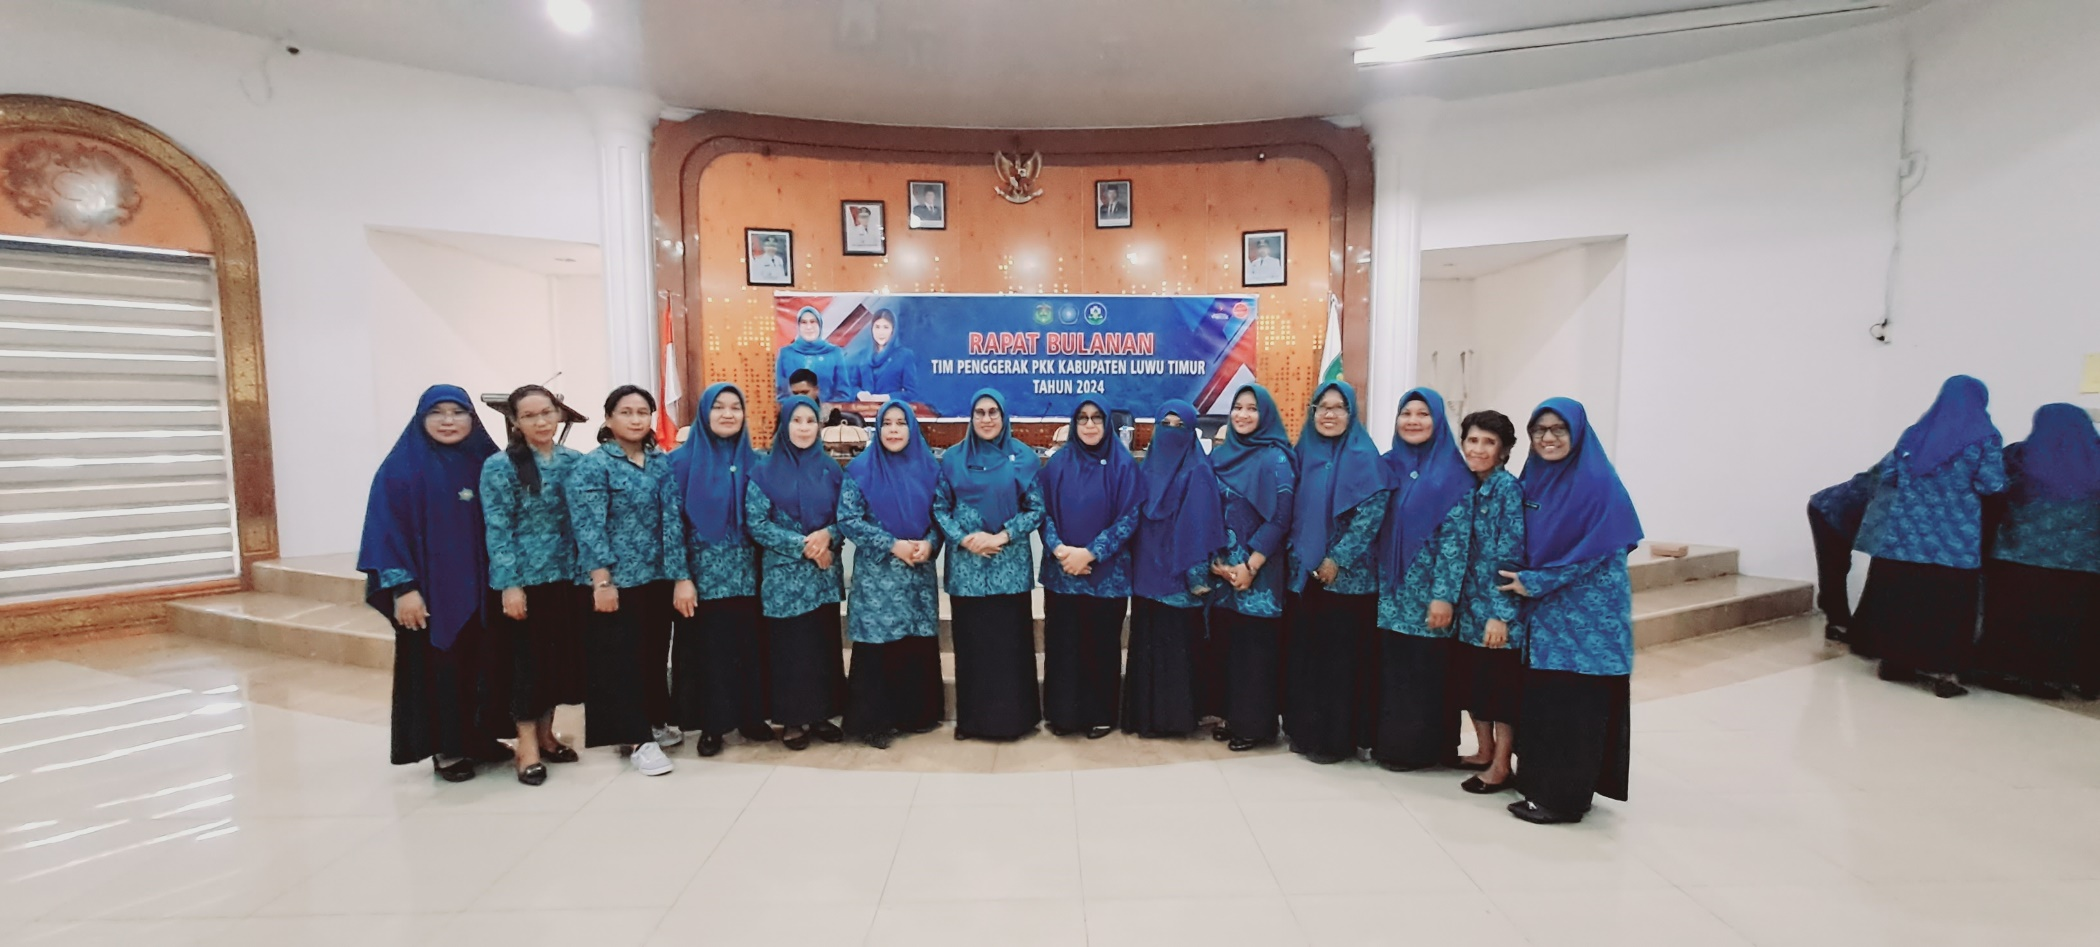 RAPAT BULANAN
TIM PENGGERAK PKK KABUPATEN LUWU TIMUR
TAHUN 2024